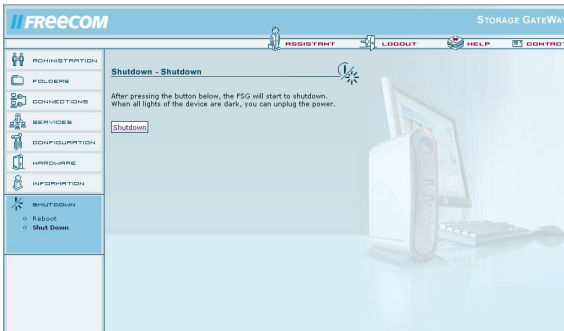 FREECOM
STORAGE GATEWAY
ASSISTANT
LOGOUT
HELP
CONTACT
ADMINISTRATION
FOLDERS
CONNECTIONS
SERVICES
CONFIGURATION
HARDWARE
INFORMATION
SHUTDOWN
Reboot
Shut Down
Shutdown - Shutdown
After pressing the button below, the FSG will start to shutdown.
When all lights of the device are dark, you can unplug the power.
Shutdown